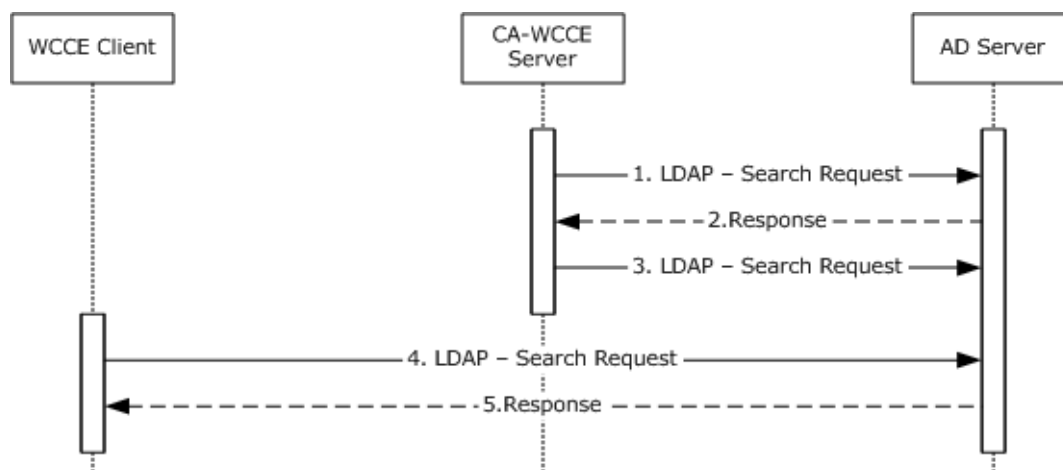 WCCE Client
CA-WCCE
Server
AD Server
1. LDAP – Search Request
2.Response
3. LDAP – Search Request
4. LDAP – Search Request
5.Response